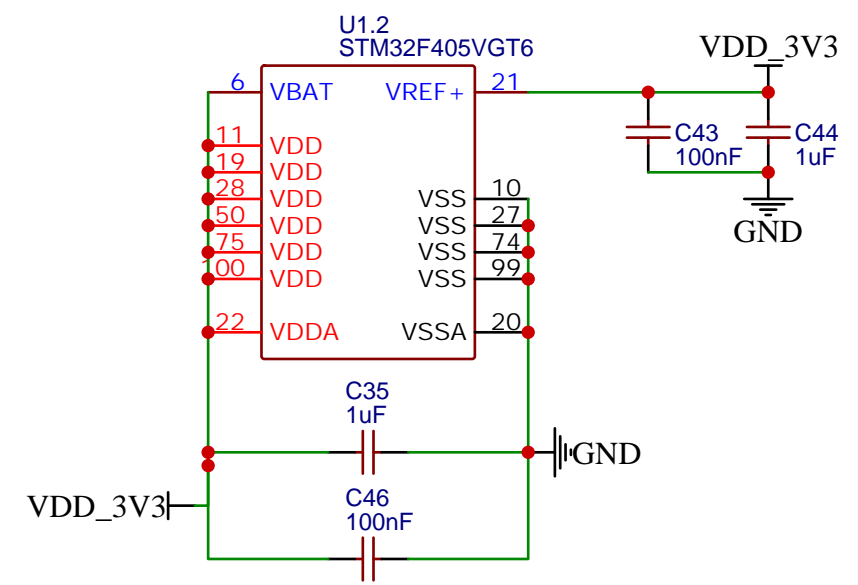 U1.2
STM32F405VGT6
VDD_3V3
6 VBAT VREF+ 21
C43
100nF
C44
1uF
11 VDD
19 VDD
28 VDD VSS 10
50 VDD VSS 27
75 VDD VSS 74
100 VDD VSS 99
GND
22 VDDA VSSA 20
C35
1uF
GND
VDD_3V3
C46
100nF